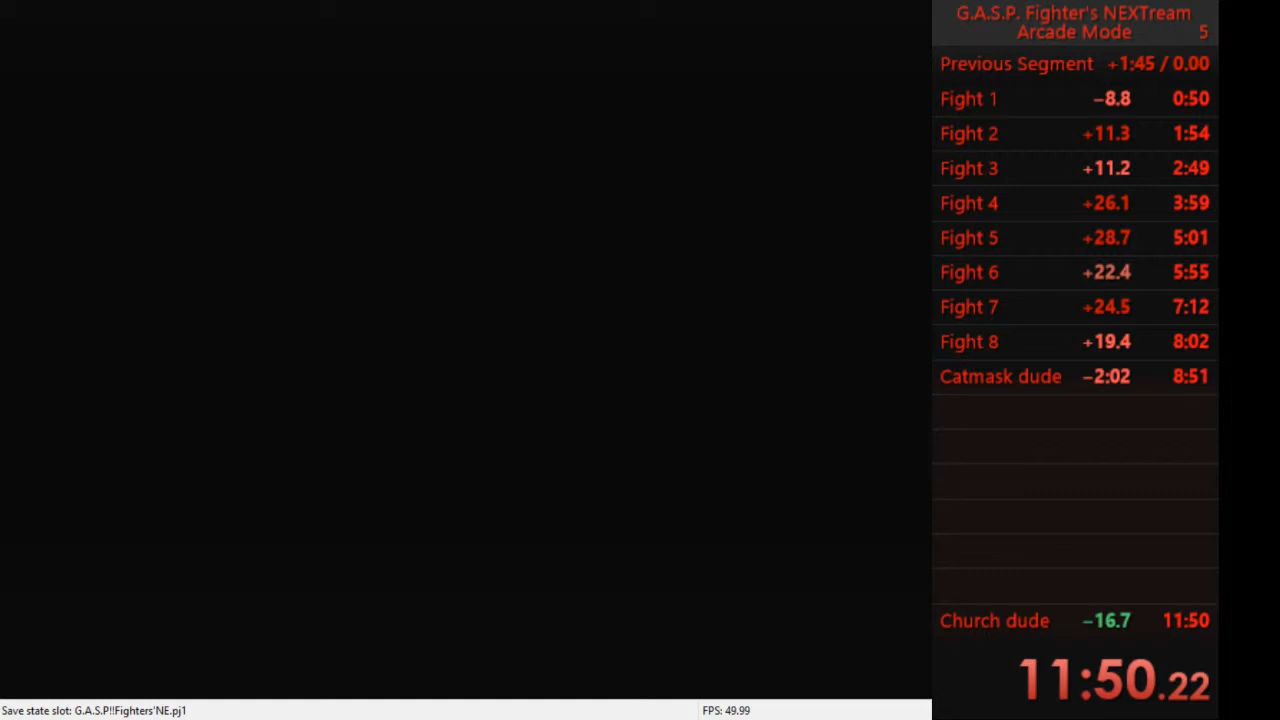 G.A.S.P. Fighter's NEXTream
Arcade Mode 5
Previous Segment +1:45 / 0.00
Fight 1 −8.8 0:50
Fight 2 +11.3 1:54
Fight 3 +11.2 2:49
Fight 4 +26.1 3:59
Fight 5 +28.7 5:01
Fight 6 +22.4 5:55
Fight 7 +24.5 7:12
Fight 8 +19.4 8:02
Catmask dude −2:02 8:51
Church dude −16.7 11:50
11:50.22
Save state slot: G.A.S.P!!Fighters'NE.pj1 FPS: 49.99